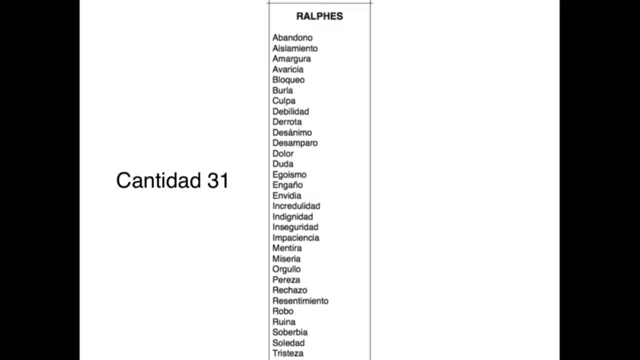 RALPHES
Abandono
Aislamiento
Amargura
Avaricia
Bloqueo
Burla
Culpa
Debilidad
Derrota
Desánimo
Desamparo
Dolor
Duda
Egoismo
Engaño
Envidia
Incredulidad
Indignidad
Inseguridad
Impaciencia
Mentira
Miseria
Orgullo
Pereza
Rechazo
Resentimiento
Robo
Ruina
Soberbia
Soledad
Tristeza
Cantidad 31